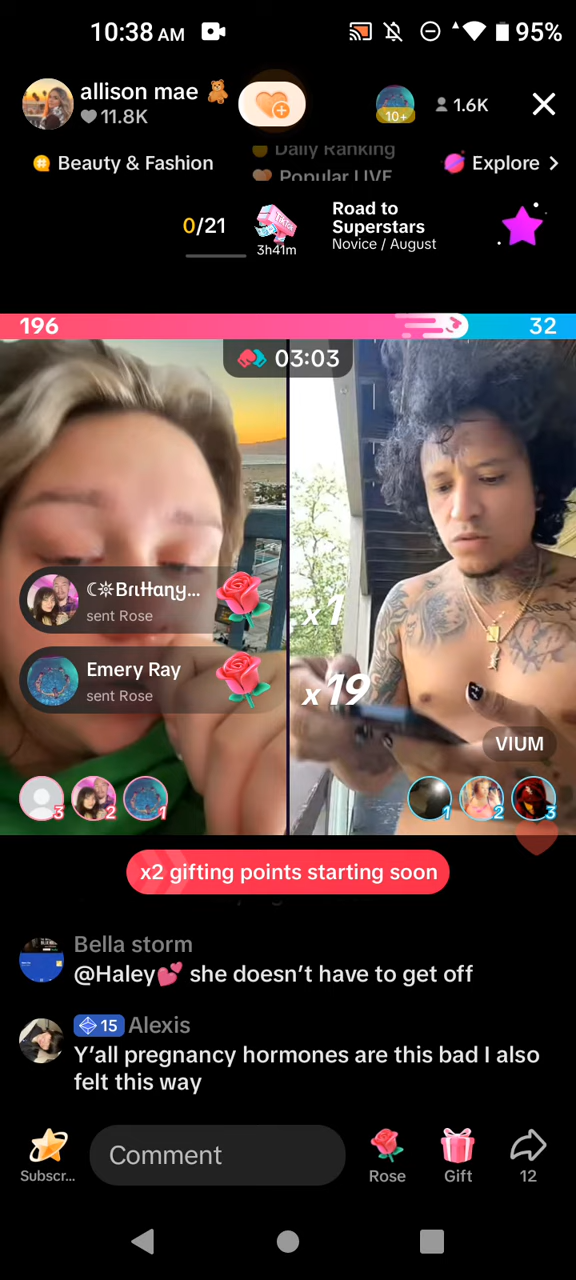 10:38 AM
95%
allison mae 🧸
11.8K
10+
1.6K
Beauty & Fashion
Daily Ranking
Popular LIVE
Explore >
0/21
3h41m
Road to
Superstars
Novice / August
196
32
03:03
sent Rose
x1
Emery Ray
sent Rose
x19
VIUM
3
2
1
1
2
3
x2 gifting points starting soon
Bella storm
@Haley💕 she doesn't have to get off
15 Alexis
Y'all pregnancy hormones are this bad I also
felt this way
Subscr...
Comment
Rose
Gift
12